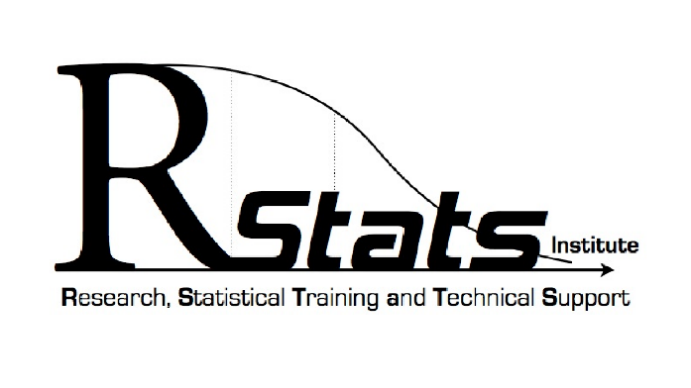 RStats Institute
Research, Statistical Training and Technical Support